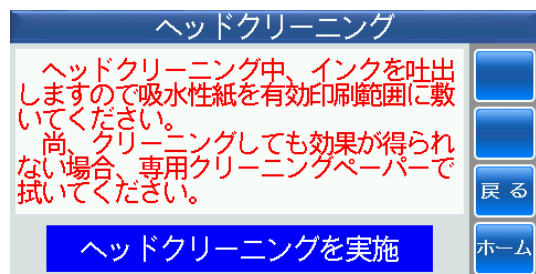 ヘッドクリーニング
ヘッドクリーニング中、インクを吐出
しますので吸水性紙を有効印刷範囲に敷
いてください。
尚、クリーニングしても効果が得られ
ない場合、専用クリーニングペーパーで
拭いてください。
戻る
ヘッドクリーニングを実施
ホーム